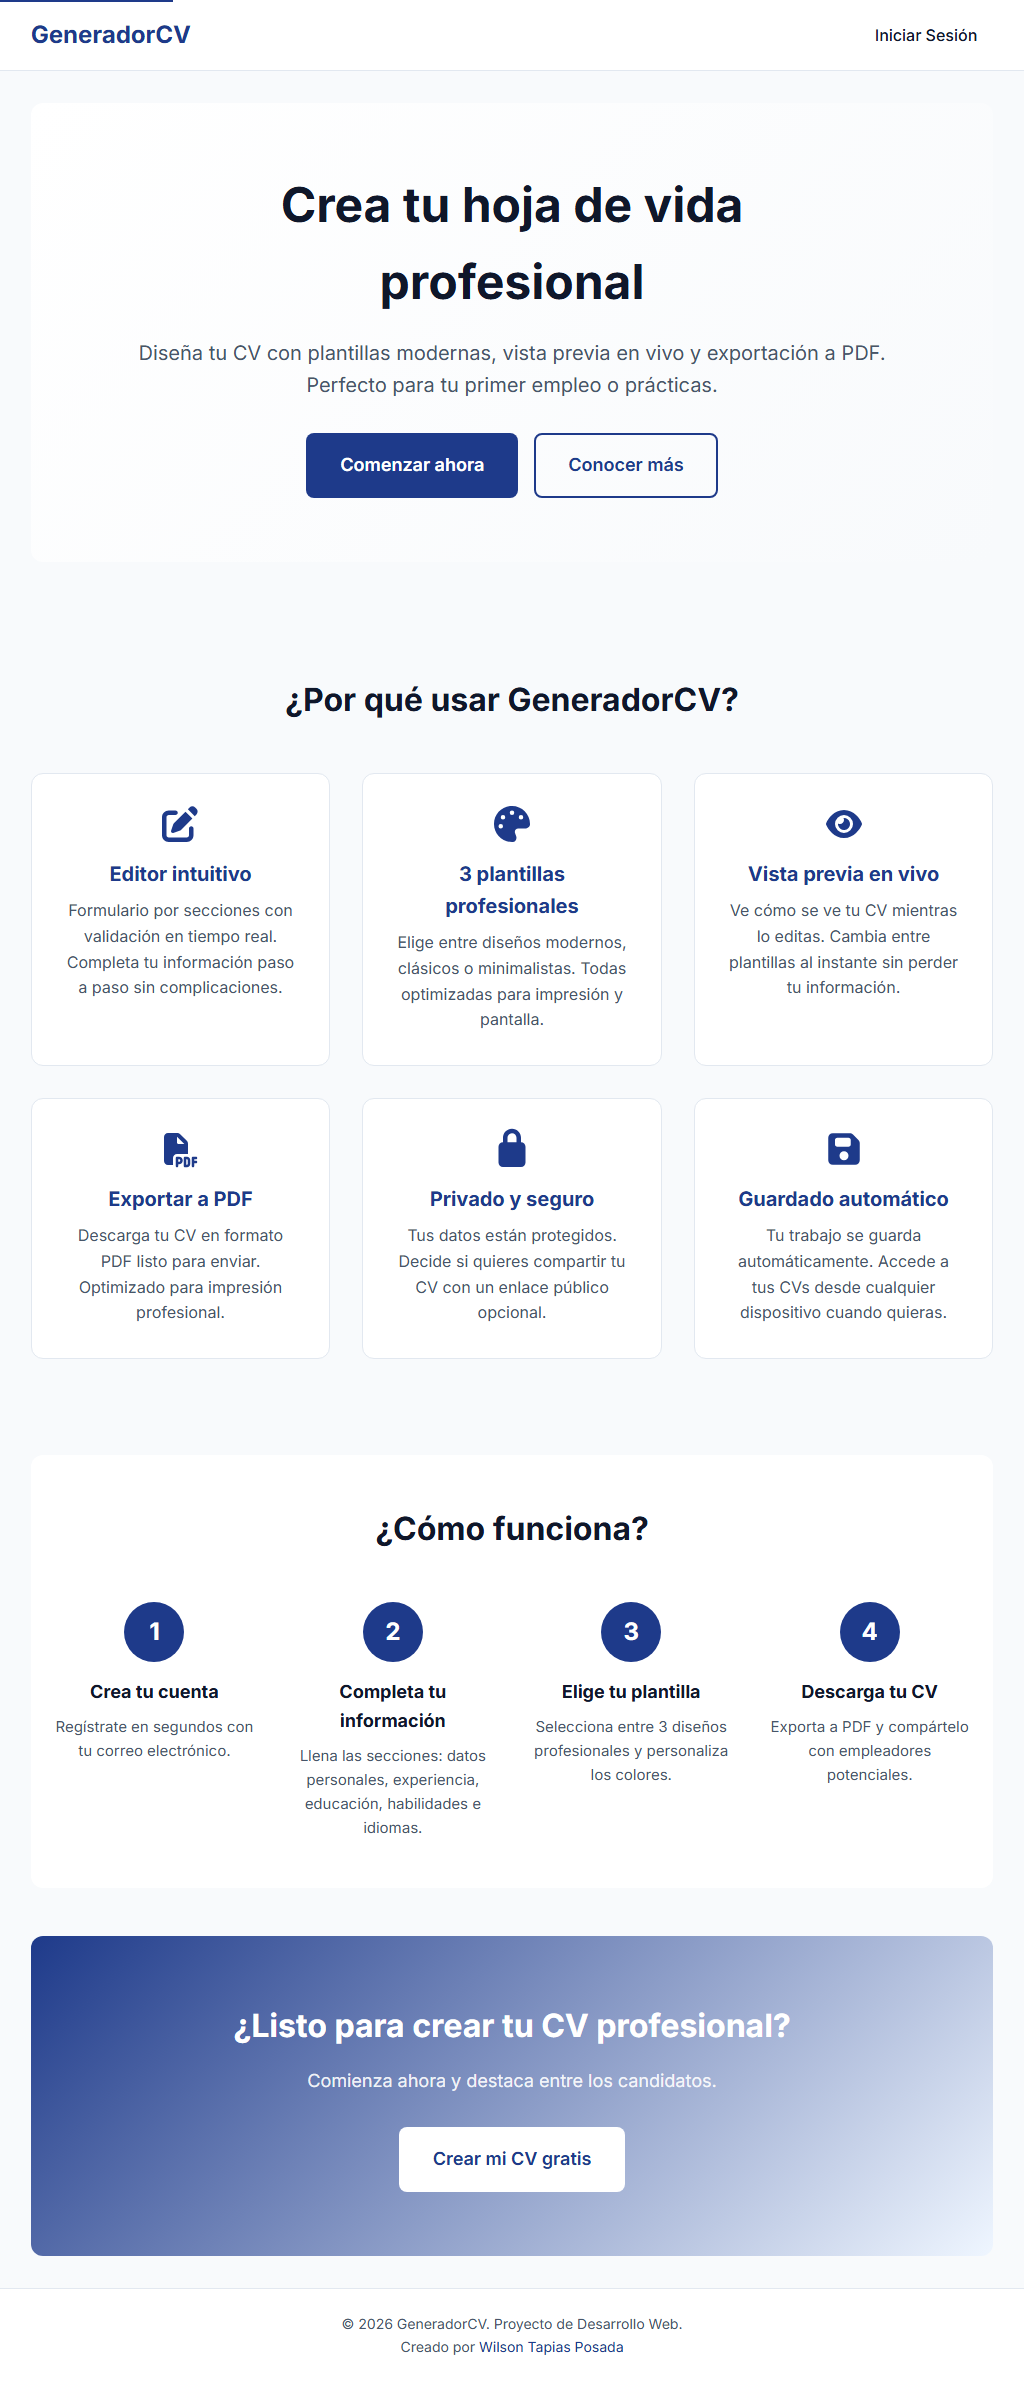 GeneradorCV
Iniciar Sesión
Crea tu hoja de vida
profesional
Diseña tu CV con plantillas modernas, vista previa en vivo y exportación a PDF.
Perfecto para tu primer empleo o prácticas.
Comenzar ahora
Conocer más
¿Por qué usar GeneradorCV?
Editor intuitivo
Formulario por secciones con
validación en tiempo real.
Completa tu información paso
a paso sin complicaciones.
3 plantillas
profesionales
Elige entre diseños modernos,
clásicos o minimalistas. Todas
optimizadas para impresión y
pantalla.
Vista previa en vivo
Ve cómo se ve tu CV mientras
lo editas. Cambia entre
plantillas al instante sin perder
tu información.
PDF
Exportar a PDF
Descarga tu CV en formato
PDF listo para enviar.
Optimizado para impresión
profesional.
Privado y seguro
Tus datos están protegidos.
Decide si quieres compartir tu
CV con un enlace público
opcional.
Guardado automático
Tu trabajo se guarda
automáticamente. Accede a
tus CVs desde cualquier
dispositivo cuando quieras.
¿Cómo funciona?
1
Crea tu cuenta
Regístrate en segundos con
tu correo electrónico.
2
Completa tu
información
Llena las secciones: datos
personales, experiencia,
educación, habilidades e
idiomas.
3
Elige tu plantilla
Selecciona entre 3 diseños
profesionales y personaliza
los colores.
4
Descarga tu CV
Exporta a PDF y compártelo
con empleadores
potenciales.
¿Listo para crear tu CV profesional?
Comienza ahora y destaca entre los candidatos.
Crear mi CV gratis
© 2026 GeneradorCV. Proyecto de Desarrollo Web.
Creado por Wilson Tapias Posada